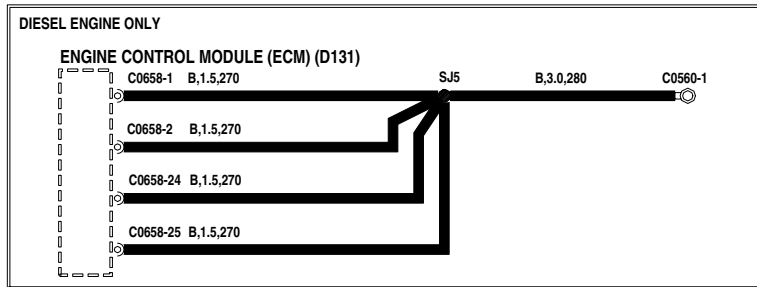 DIESEL ENGINE ONLY
ENGINE CONTROL MODULE (ECM) (D131)
C0658-1 B,1.5,270 SJ5 B,3.0,280 C0560-1
C0658-2 B,1.5,270
C0658-24 B,1.5,270
C0658-25 B,1.5,270